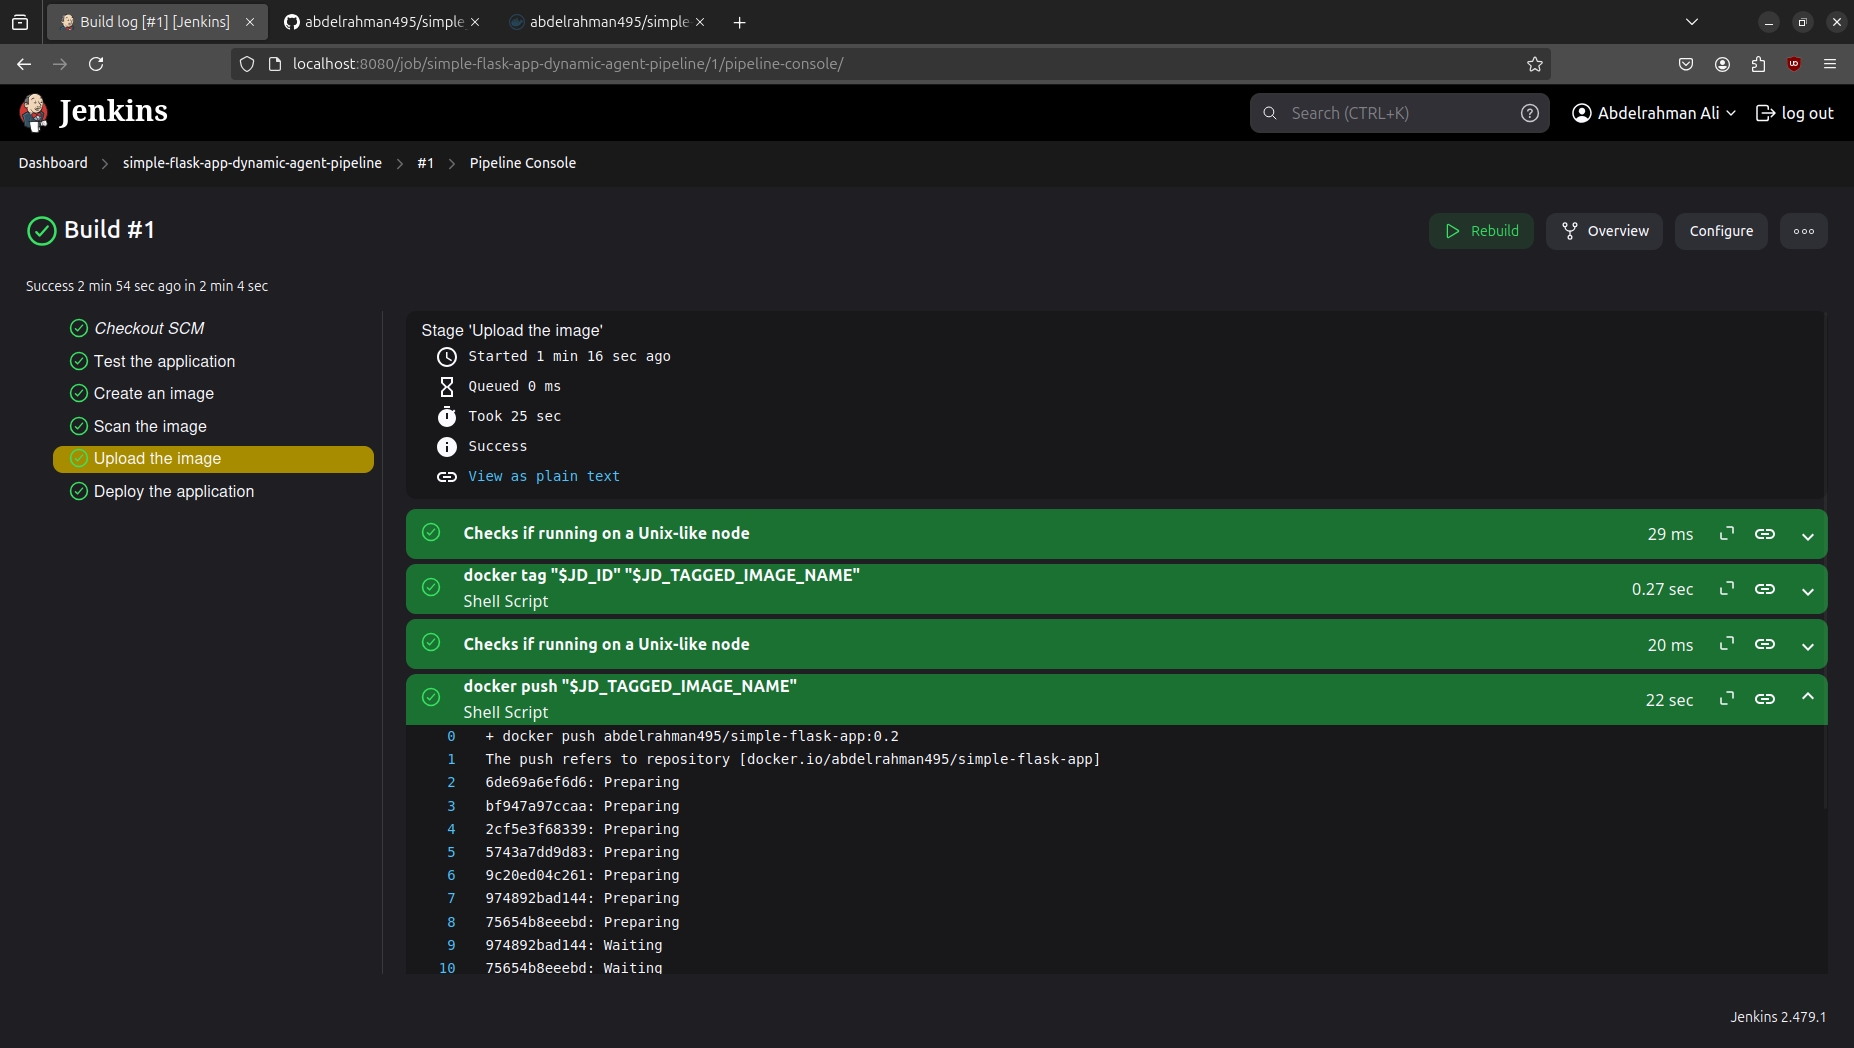 Build log [#1] [Jenkins]
abdelrahman495/simple
abdelrahman495/simple
localhost:8080/job/simple-flask-app-dynamic-agent-pipeline/1/pipeline-console/
Jenkins
Search (CTRL+K)
Abdelrahman Ali
log out
Dashboard
simple-flask-app-dynamic-agent-pipeline
#1
Pipeline Console
Build #1
Rebuild
Overview
Configure
Success 2 min 54 sec ago in 2 min 4 sec
Checkout SCM
Test the application
Create an image
Scan the image
Upload the image
Deploy the application
Stage 'Upload the image'
Started 1 min 16 sec ago
Queued 0 ms
Took 25 sec
Success
View as plain text
Checks if running on a Unix-like node
29 ms
docker tag "$JD_ID" "$JD_TAGGED_IMAGE_NAME"
Shell Script
0.27 sec
Checks if running on a Unix-like node
20 ms
docker push "$JD_TAGGED_IMAGE_NAME"
Shell Script
22 sec
0 + docker push abdelrahman495/simple-flask-app:0.2
1 The push refers to repository [docker.io/abdelrahman495/simple-flask-app]
2 6de69a6ef6d6: Preparing
3 bf947a97ccaa: Preparing
4 2cf5e3f68339: Preparing
5 5743a7dd9d83: Preparing
6 9c20ed04c261: Preparing
7 974892bad144: Preparing
8 75654b8eeebd: Preparing
9 974892bad144: Waiting
10 75654b8eeebd: Waiting
Jenkins 2.479.1